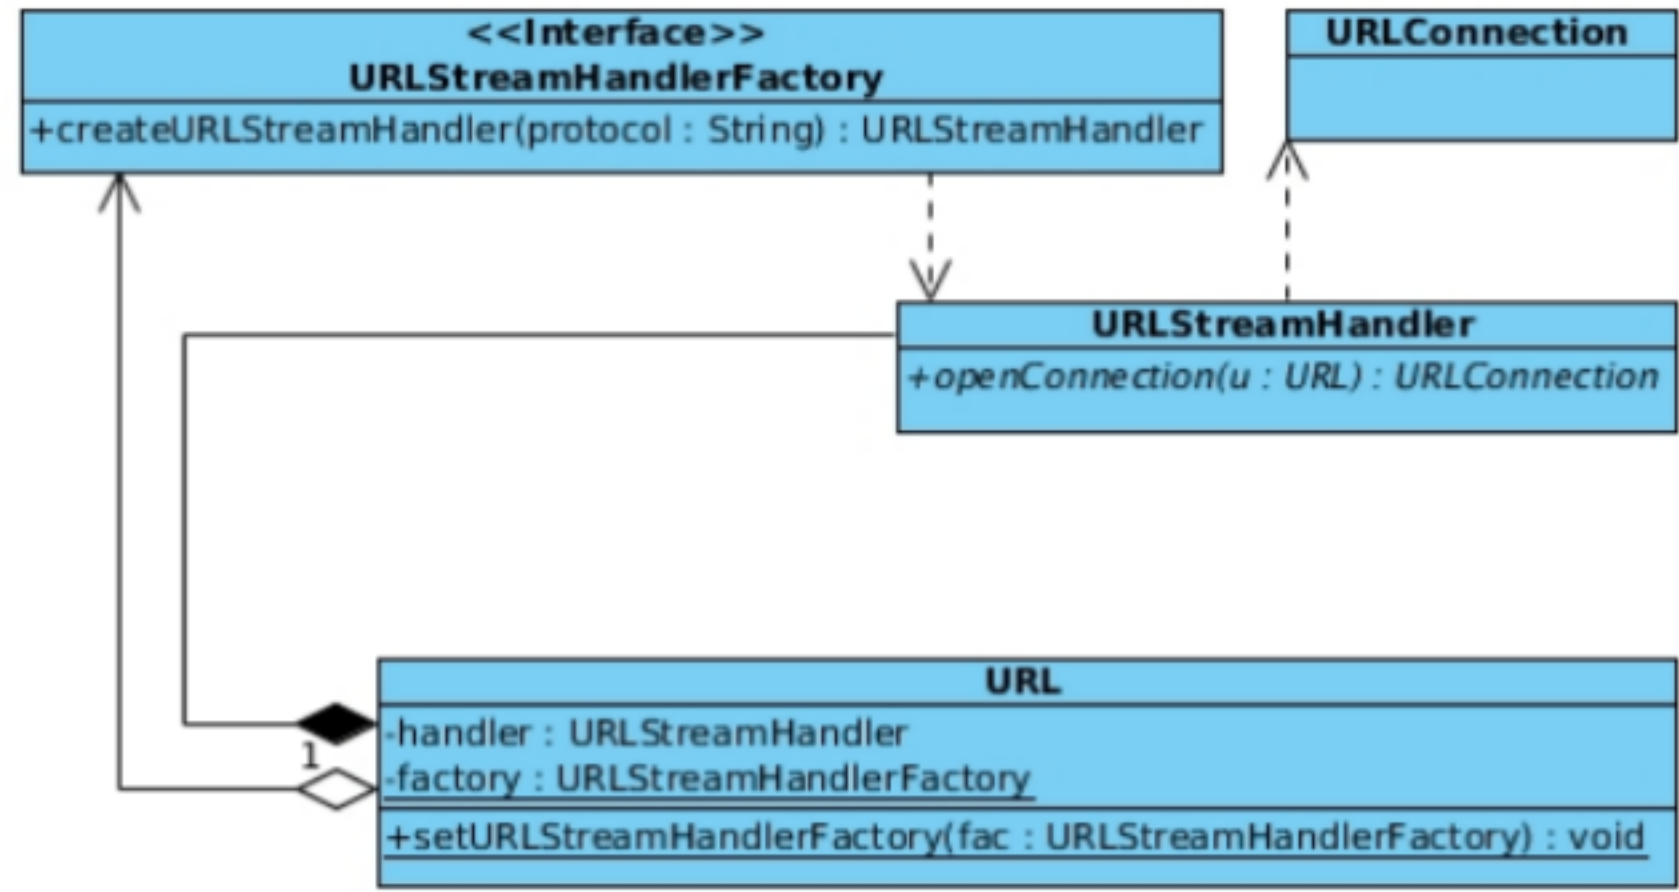 <<Interface>>
URLStreamHandlerFactory
+createURLStreamHandler(protocol : String) : URLStreamHandler
URLConnection
URLStreamHandler
+openConnection(u : URL) : URLConnection
URL
-handler : URLStreamHandler
1
-factory : URLStreamHandlerFactory
+setURLStreamHandlerFactory(fac : URLStreamHandlerFactory) : void